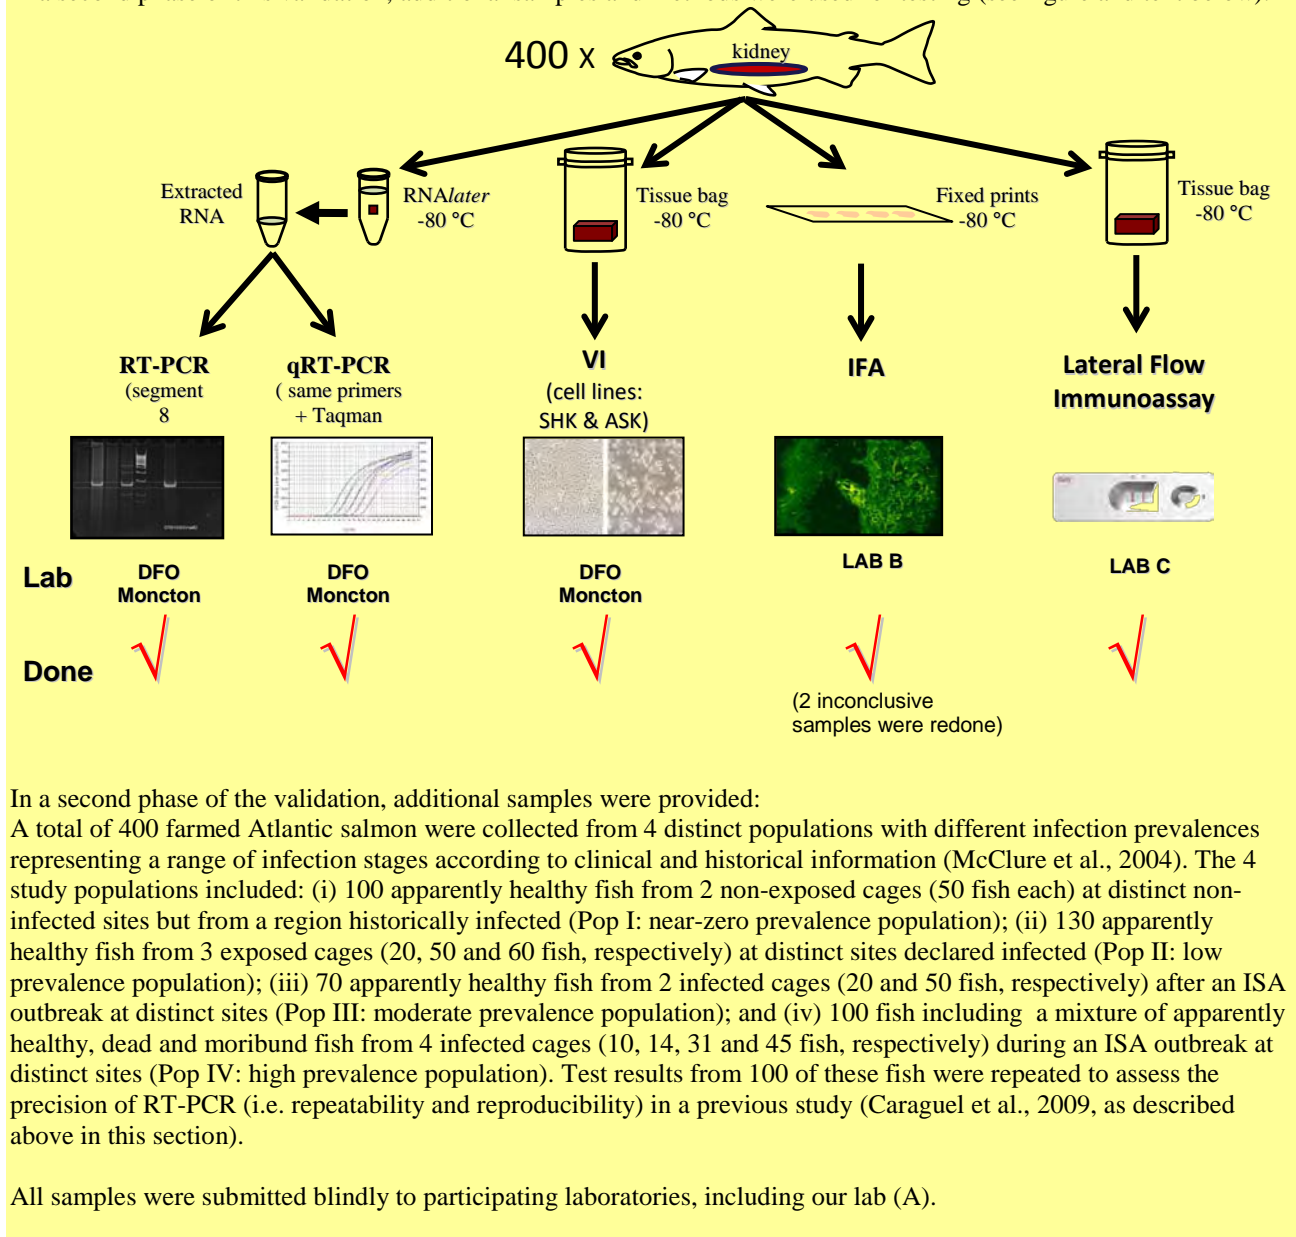 400 x
kidney
Extracted
RNA
RNAlater
-80 °C
Tissue bag
-80 °C
Fixed prints
-80 °C
Tissue bag
-80 °C
RT-PCR
(segment
8
qRT-PCR
( same primers
+ Taqman
VI
(cell lines:
SHK & ASK)
IFA
Lateral Flow
Immunoassay
Lab
DFO
Moncton
DFO
Moncton
DFO
Moncton
LAB B
LAB C
Done
(2 inconclusive
samples were redone)
In a second phase of the validation, additional samples were provided:
A total of 400 farmed Atlantic salmon were collected from 4 distinct populations with different infection prevalences
representing a range of infection stages according to clinical and historical information (McClure et al., 2004). The 4
study populations included: (i) 100 apparently healthy fish from 2 non-exposed cages (50 fish each) at distinct non-
infected sites but from a region historically infected (Pop I: near-zero prevalence population); (ii) 130 apparently
healthy fish from 3 exposed cages (20, 50 and 60 fish, respectively) at distinct sites declared infected (Pop II: low
prevalence population); (iii) 70 apparently healthy fish from 2 infected cages (20 and 50 fish, respectively) after an ISA
outbreak at distinct sites (Pop III: moderate prevalence population); and (iv) 100 fish including  a mixture of apparently
healthy, dead and moribund fish from 4 infected cages (10, 14, 31 and 45 fish, respectively) during an ISA outbreak at
distinct sites (Pop IV: high prevalence population). Test results from 100 of these fish were repeated to assess the
precision of RT-PCR (i.e. repeatability and reproducibility) in a previous study (Caraguel et al., 2009, as described
above in this section).
All samples were submitted blindly to participating laboratories, including our lab (A).